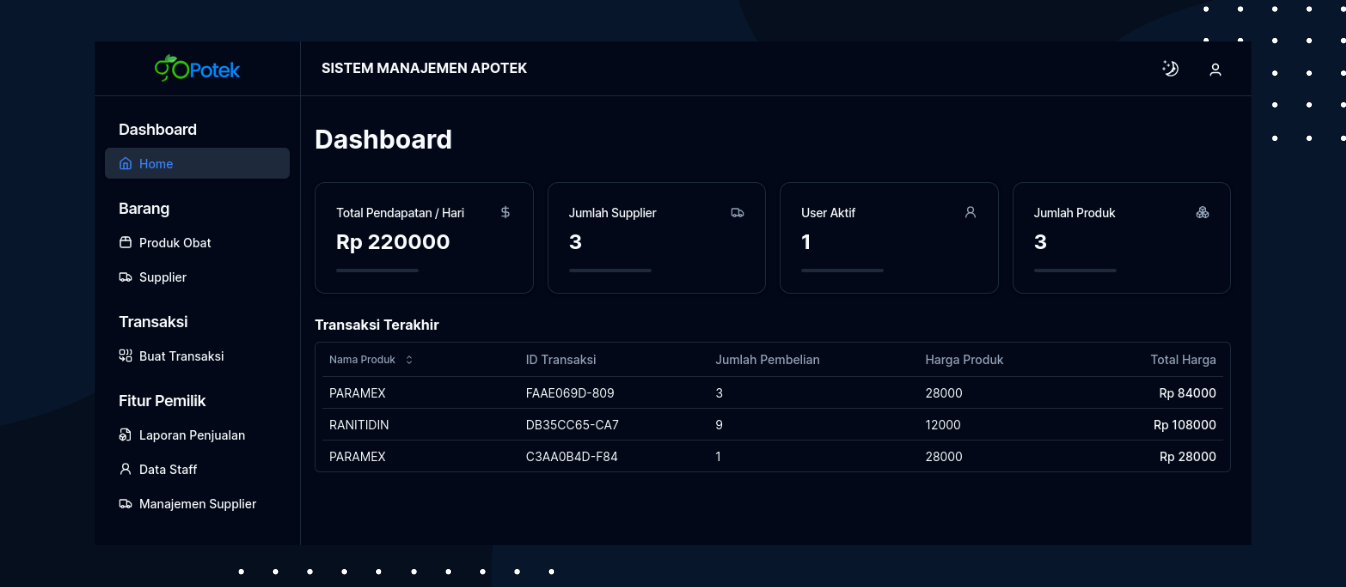 goPotek
SISTEM MANAJEMEN APOTEK
Dashboard
Home
Barang
Produk Obat
Supplier
Transaksi
Buat Transaksi
Fitur Pemilik
Laporan Penjualan
Data Staff
Manajemen Supplier
Dashboard
Total Pendapatan / Hari $
Rp 220000
Jumlah Supplier
3
User Aktif
1
Jumlah Produk
3
Transaksi Terakhir
Nama Produk ID Transaksi Jumlah Pembelian Harga Produk Total Harga
PARAMEX FAAE069D-809 3 28000 Rp 84000
RANITIDIN DB35CC65-CA7 9 12000 Rp 108000
PARAMEX C3AA0B4D-F84 1 28000 Rp 28000